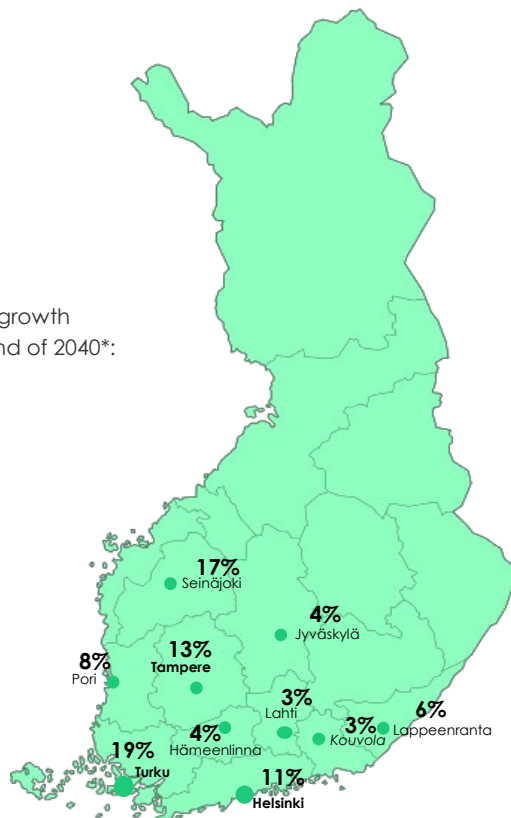 growth
nd of 2040*:
17%
Seinäjoki
4%
Jyväskylä
13%
Tampere
8%
Pori
3%
Lahti
6%
Lappeenranta
3%
Kouvola
4%
Hämeenlinna
19%
Turku
11%
Helsinki